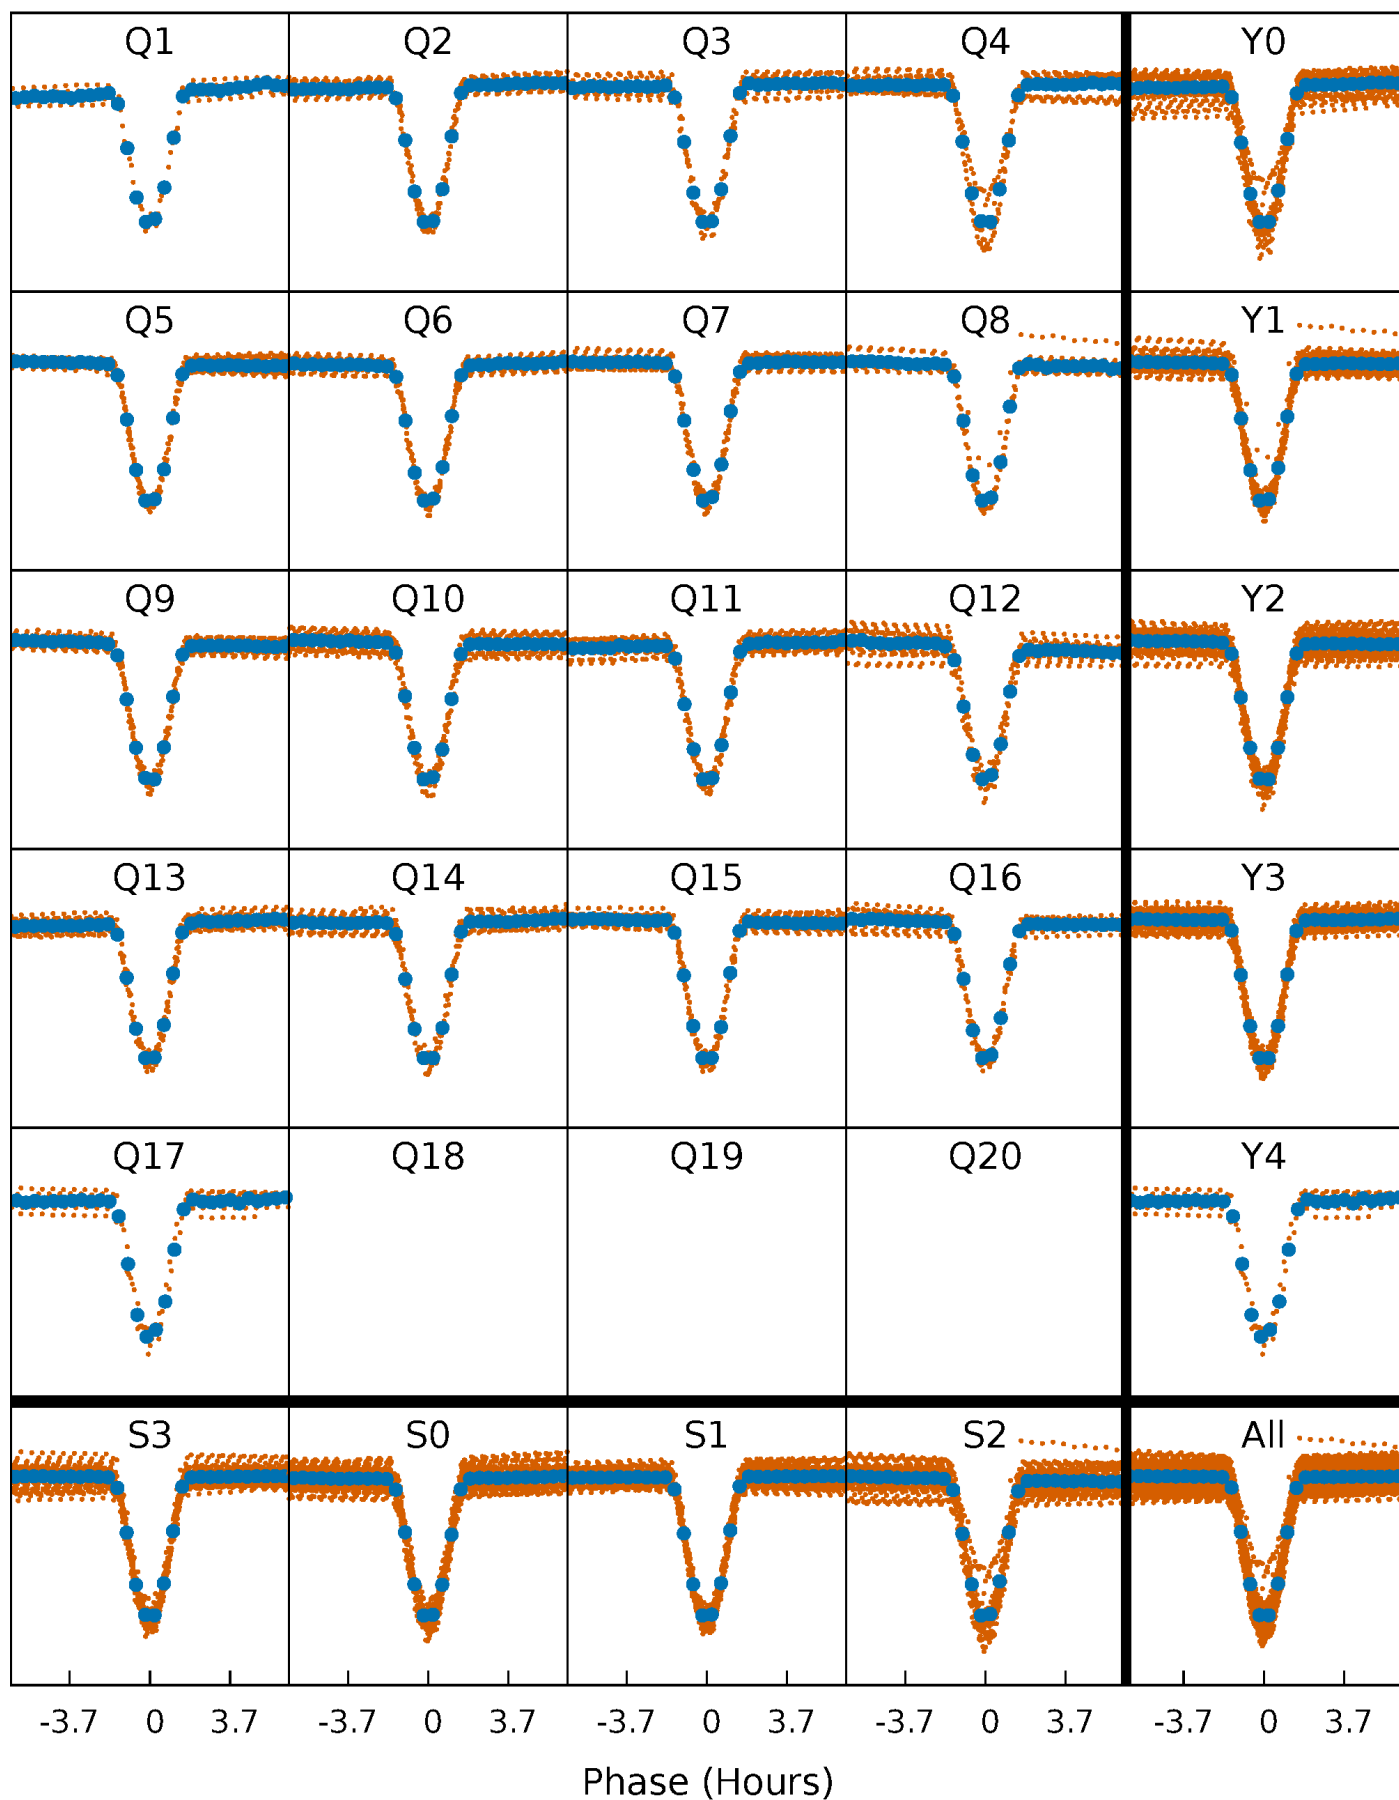 Q1 Q2 Q3 Q4 Y0
Q5 Q6 Q7 Q8 Y1
Q9 Q10 Q11 Q12 Y2
Q13 Q14 Q15 Q16 Y3
Q17 Q18 Q19 Q20 Y4
S3 S0 S1 S2 All
-3.7 0 3.7 -3.7 0 3.7 -3.7 0 3.7 -3.7 0 3.7 -3.7 0 3.7
Phase (Hours)